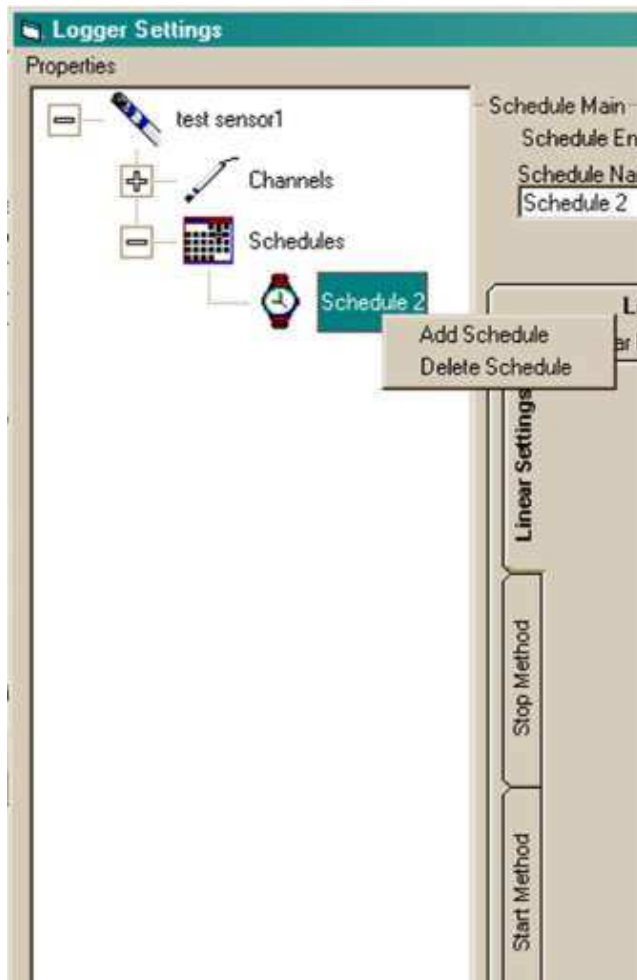 Logger Settings
Properties
test sensor1
Channels
Schedules
Schedule 2
Schedule Main
Schedule En
Schedule Na
Schedule 2
L
ar
Add Schedule
Delete Schedule
Linear Settings
Stop Method
Start Method